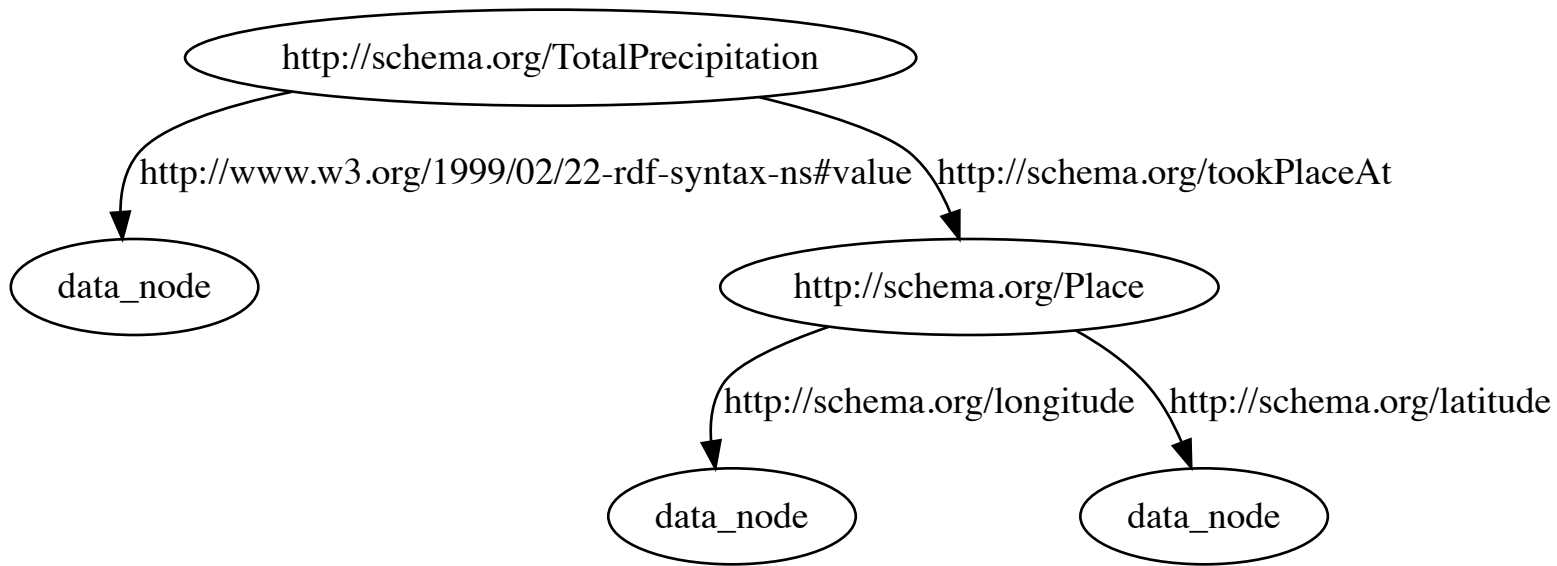 http://schema.org/TotalPrecipitation
http://www.w3.org/1999/02/22-rdf-syntax-ns#value
http://schema.org/tookPlaceAt
data_node
http://schema.org/Place
http://schema.org/longitude
http://schema.org/latitude
data_node
data_node